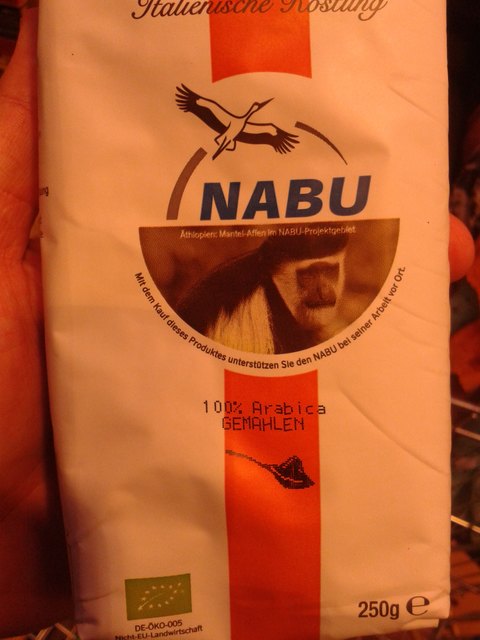 Italienische Röstung
NABU
Äthiopien: Mantel-Affen im NABU-Projektgebiet
Mit dem Kauf dieses Produktes unterstützen Sie den NABU bei seiner Arbeit vor Ort.
100% Arabica
GEMAHLEN
DE-ÖKO-005
Nicht-EU-Landwirtschaft
250g e